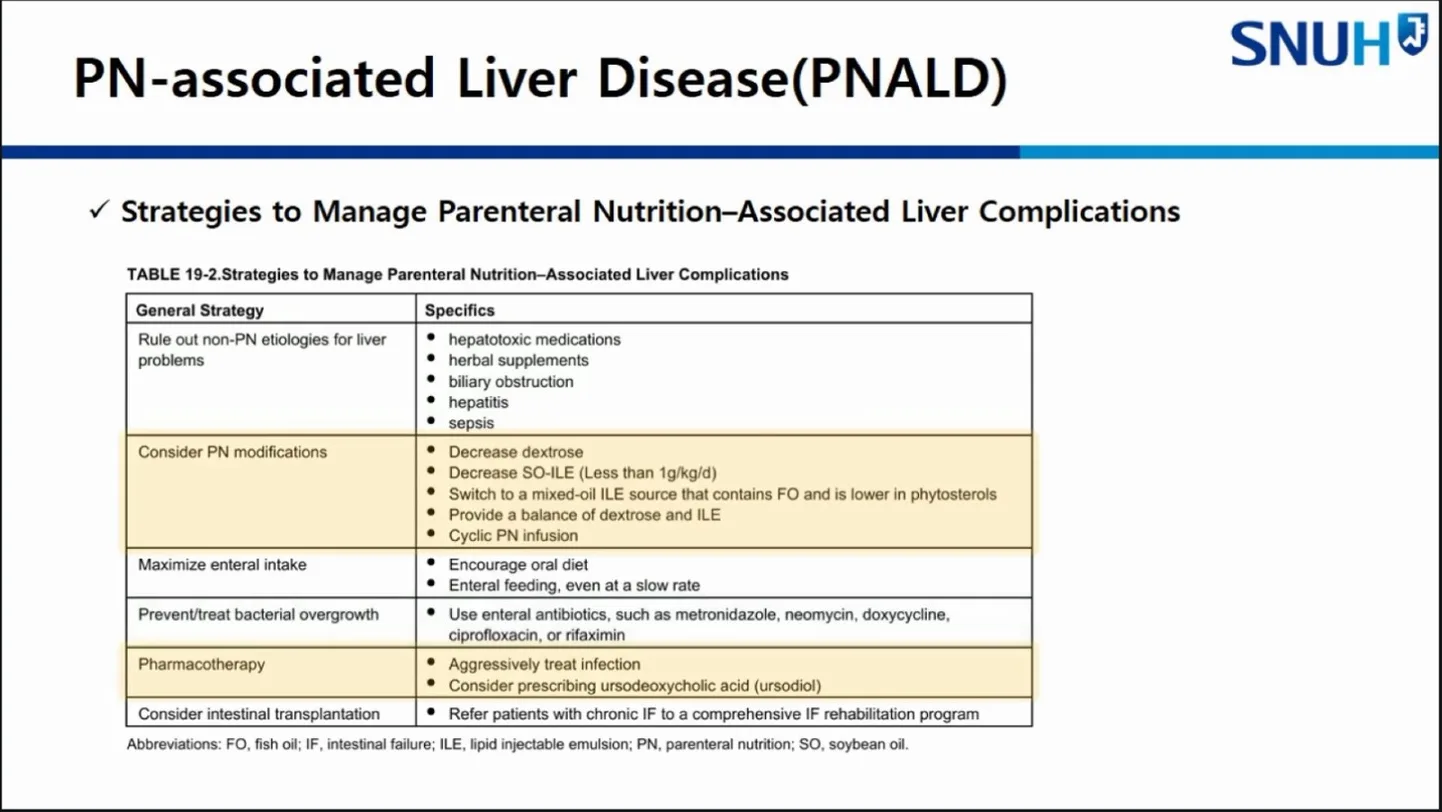 SNUH
PN-associated Liver Disease(PNALD)
✓ Strategies to Manage Parenteral Nutrition–Associated Liver Complications
TABLE 19-2.Strategies to Manage Parenteral Nutrition–Associated Liver Complications
General Strategy
Specifics
Rule out non-PN etiologies for liver
problems
• hepatotoxic medications
• herbal supplements
• biliary obstruction
• hepatitis
• sepsis
Consider PN modifications
• Decrease dextrose
• Decrease SO-ILE (Less than 1g/kg/d)
• Switch to a mixed-oil ILE source that contains FO and is lower in phytosterols
• Provide a balance of dextrose and ILE
• Cyclic PN infusion
Maximize enteral intake
• Encourage oral diet
• Enteral feeding, even at a slow rate
Prevent/treat bacterial overgrowth
• Use enteral antibiotics, such as metronidazole, neomycin, doxycycline,
ciprofloxacin, or rifaximin
Pharmacotherapy
• Aggressively treat infection
• Consider prescribing ursodeoxycholic acid (ursodiol)
Consider intestinal transplantation
• Refer patients with chronic IF to a comprehensive IF rehabilitation program
Abbreviations: FO, fish oil; IF, intestinal failure; ILE, lipid injectable emulsion; PN, parenteral nutrition; SO, soybean oil.